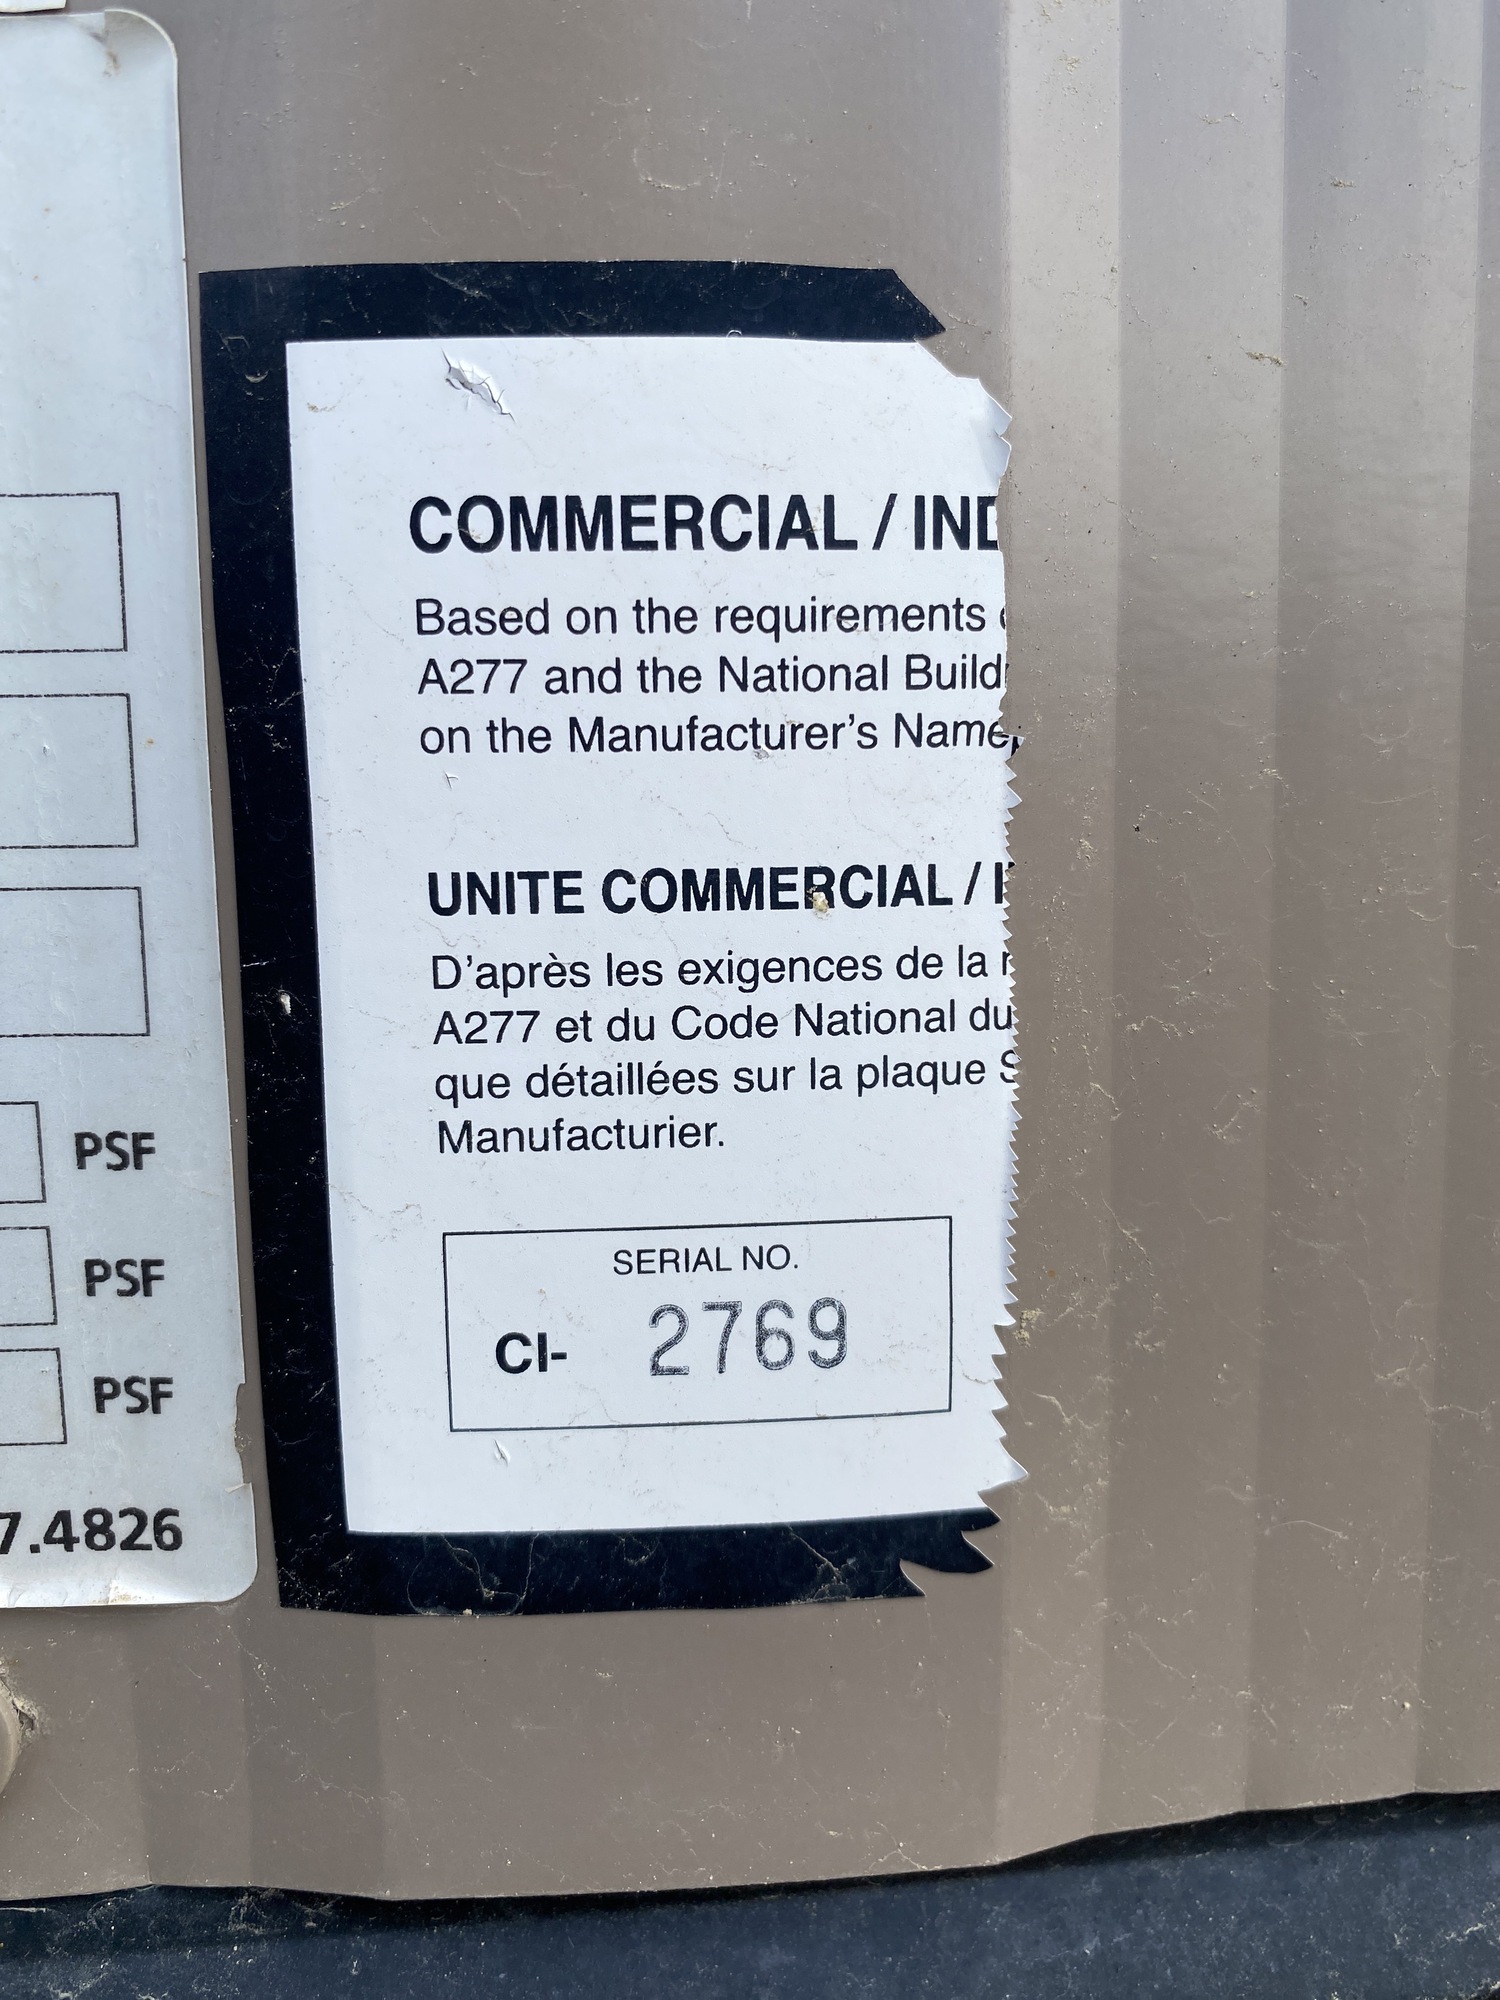 COMMERCIAL / IND
Based on the requirements
A277 and the National Build
on the Manufacturer's Name
UNITE COMMERCIAL / I
D'après les exigences de la
A277 et du Code National du
que détaillées sur la plaque S
Manufacturier.
SERIAL NO.
CI- 2769
PSF
PSF
PSF
7.4826